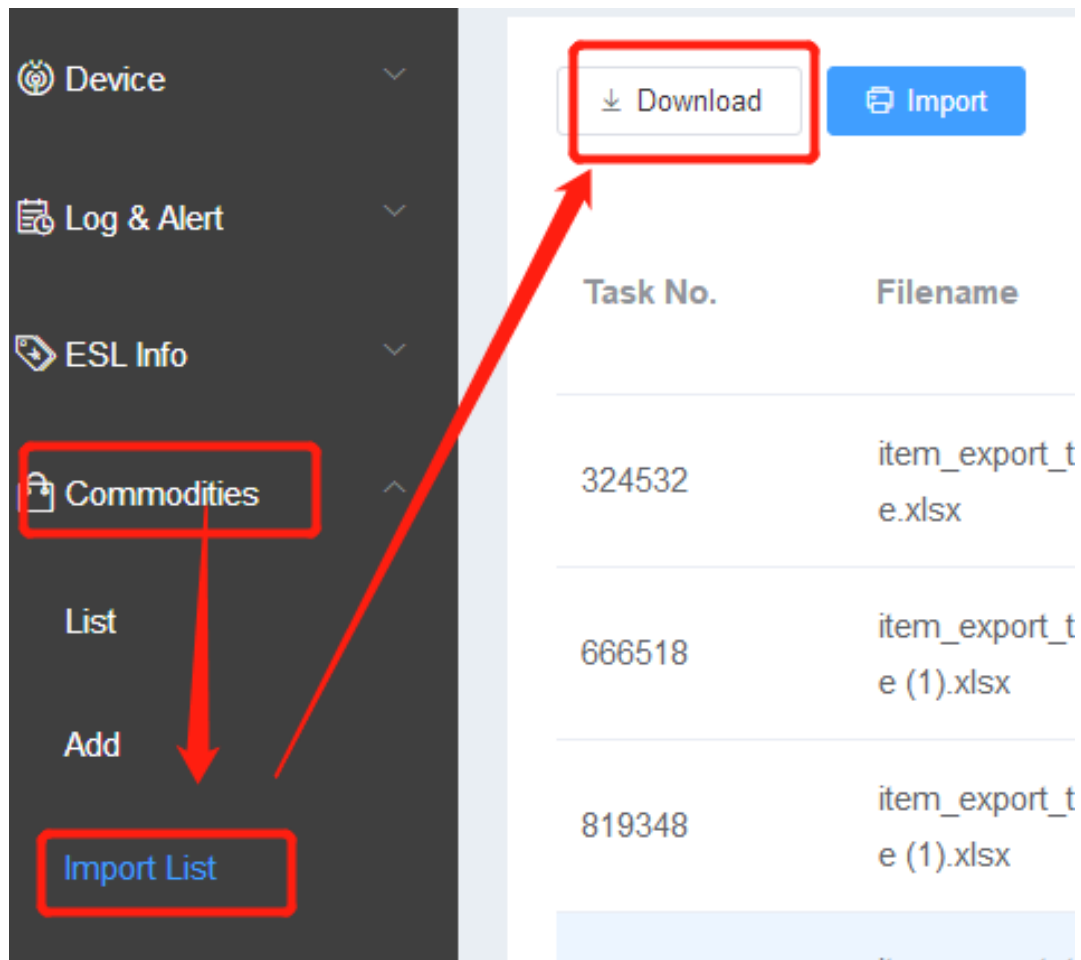 Device
Log & Alert
ESL Info
Commodities
List
Add
Import List
Download
Import
Task No.
Filename
324532
item_export_t
e.xlsx
666518
item_export_t
e (1).xlsx
819348
item_export_t
e (1).xlsx